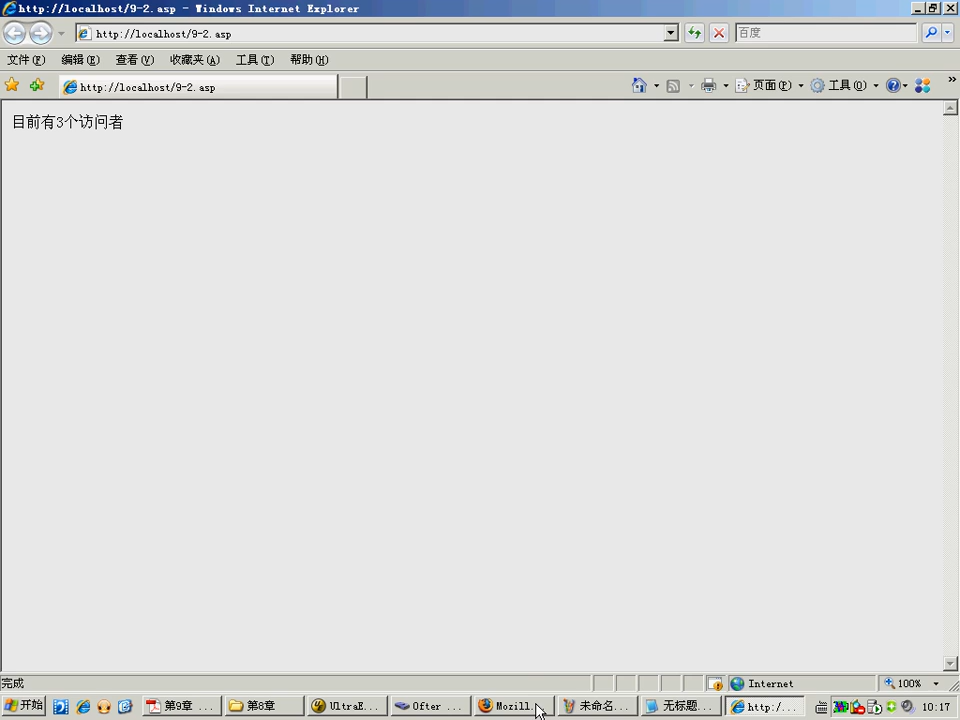 http://localhost/9-2.asp - Windows Internet Explorer
http://localhost/9-2.asp
百度
文件(F) 编辑(E) 查看(V) 收藏夹(A) 工具(T) 帮助(H)
http://localhost/9-2.asp
页面(P) 工具(O)
目前有3个访问者
完成
Internet
100%
开始 第9章 ... 第8章 UltraE... Ofter ... Mozill... 未命名... 无标题... http:/... 10:17